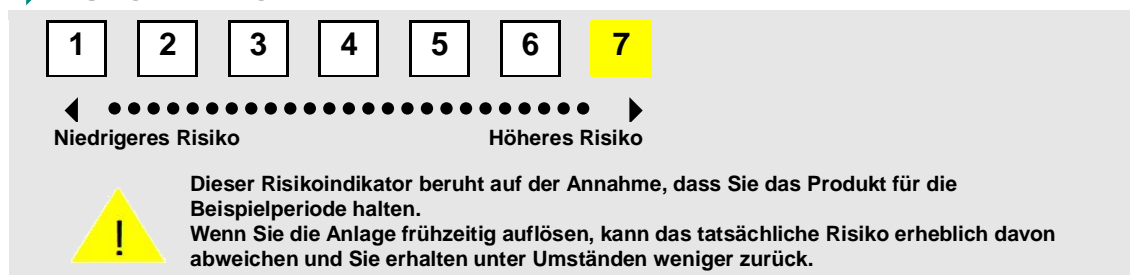 1 2 3 4 5 6 7
Niedrigeres Risiko Höheres Risiko
Dieser Risikoindikator beruht auf der Annahme, dass Sie das Produkt für die
Beispielperiode halten.
Wenn Sie die Anlage frühzeitig auflösen, kann das tatsächliche Risiko erheblich davon
abweichen und Sie erhalten unter Umständen weniger zurück.